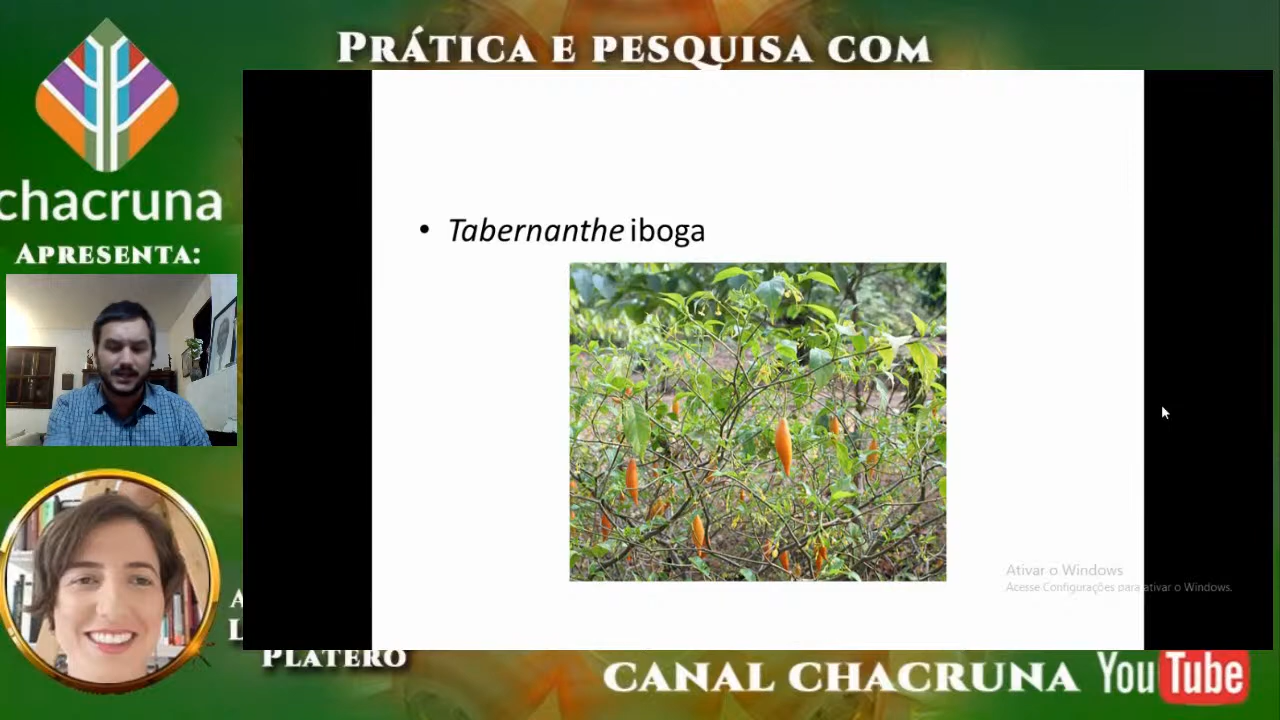 PRÁTICA E PESQUISA COM
chacruna
APRESENTA:
• Tabernanthe iboga
Ativar o Windows
Acesse Configurações para ativar o Windows.
PLATERO
CANAL CHACRUNA YouTube